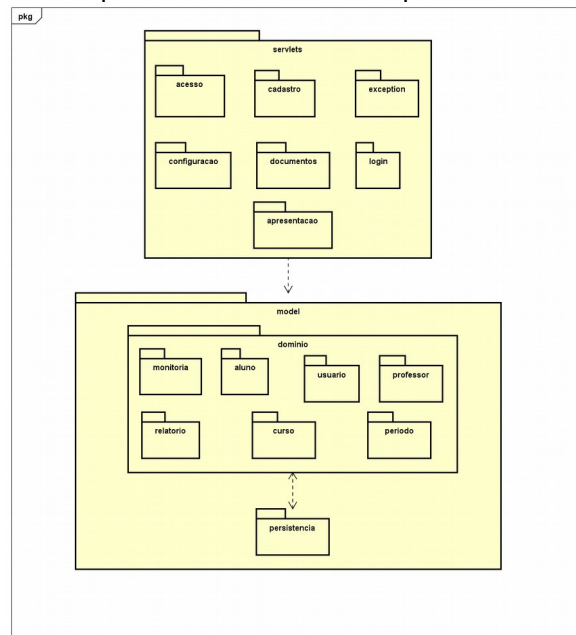 pkg
servlets
acesso
cadastro
exception
configuracao
documentos
login
apresentacao
model
dominio
monitoria
aluno
usuario
professor
relatorio
curso
periodo
persistencia